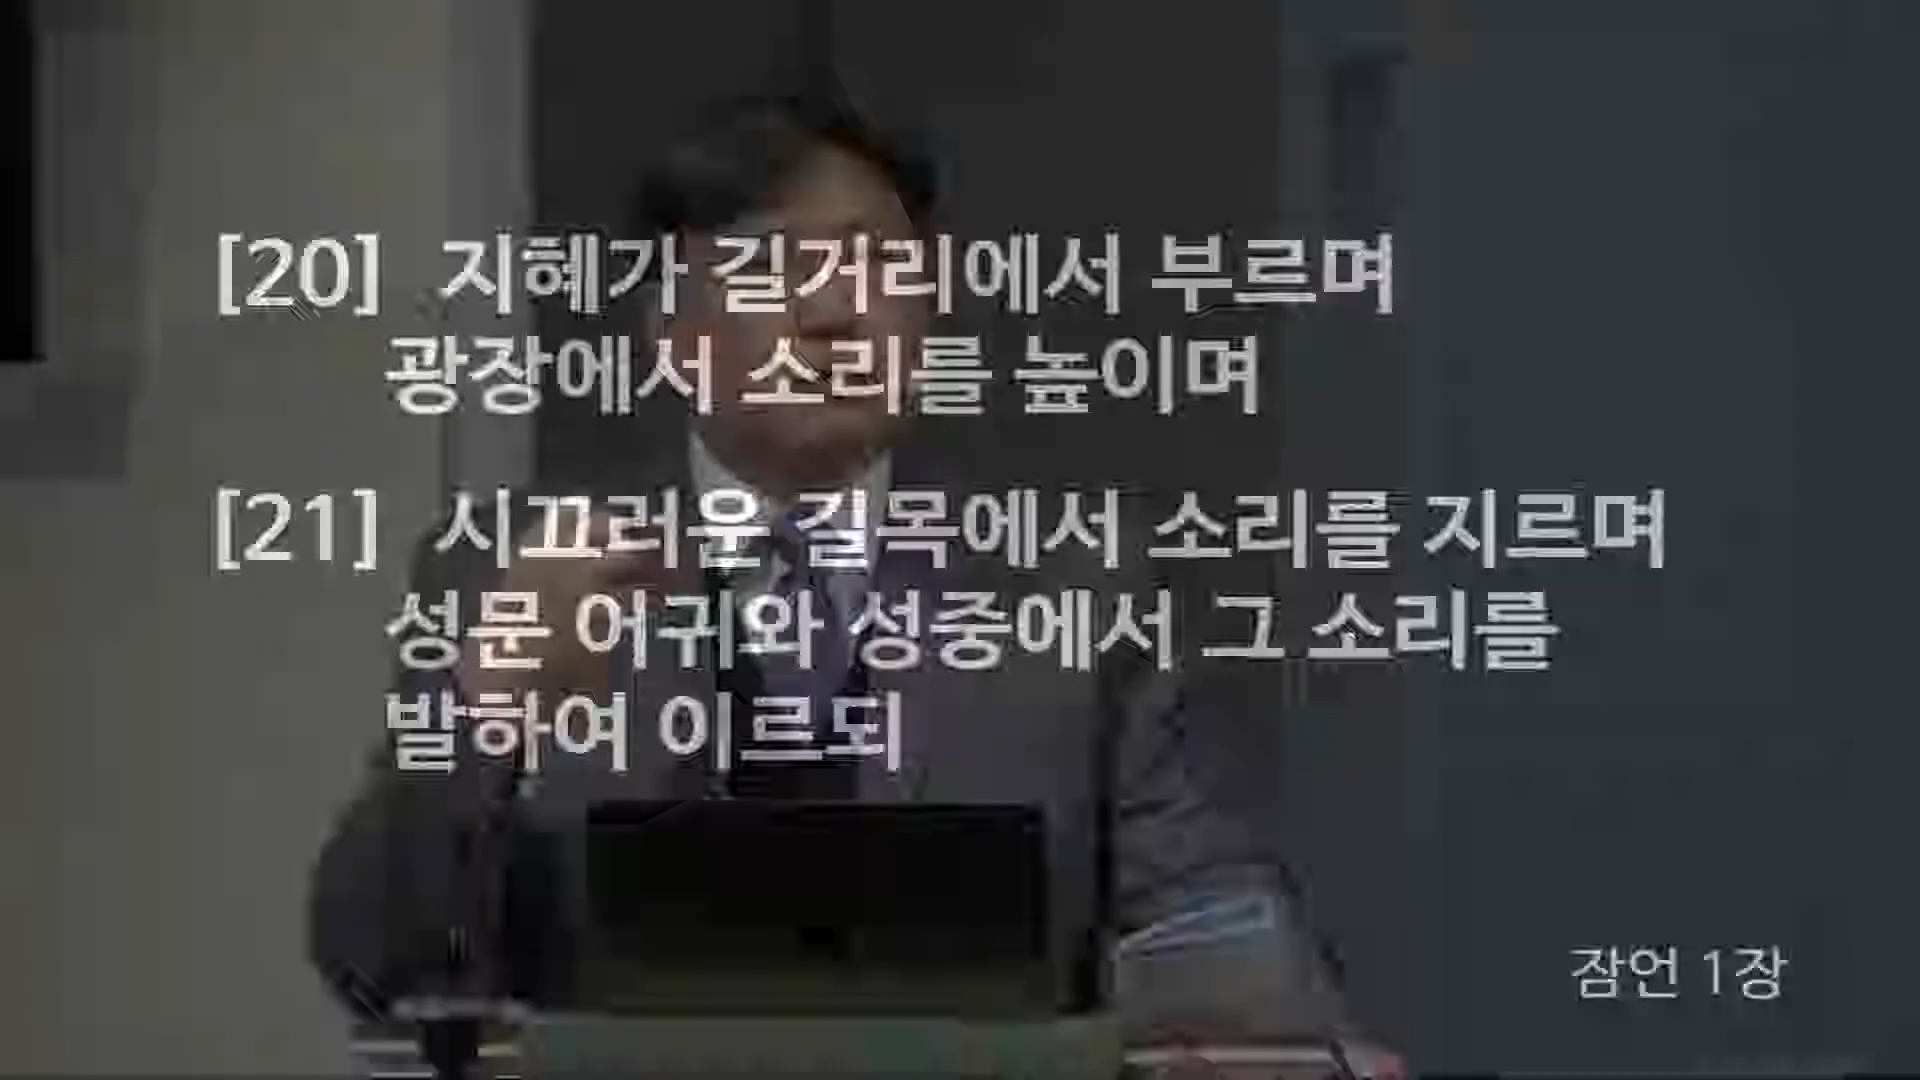 [20] 지혜가 길거리에서 부르며
광장에서 소리를 높이며
[21] 시끄러운 길목에서 소리를 지르며
성문 어귀와 성중에서 그 소리를
발하여 이르되
잠언 1장